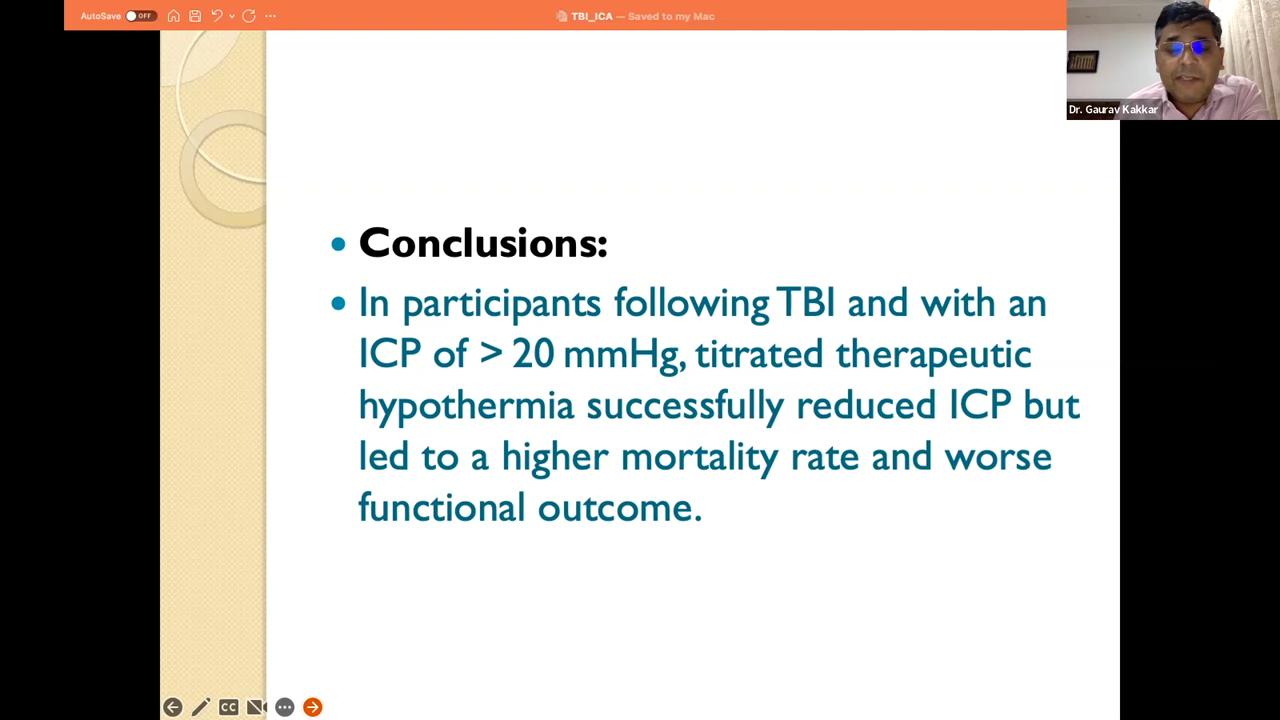 AutoSave OFF
TBI_ICA — Saved to my Mac
Dr. Gaurav Kakkar
Conclusions:
In participants following TBI and with an
ICP of > 20 mmHg, titrated therapeutic
hypothermia successfully reduced ICP but
led to a higher mortality rate and worse
functional outcome.
CC